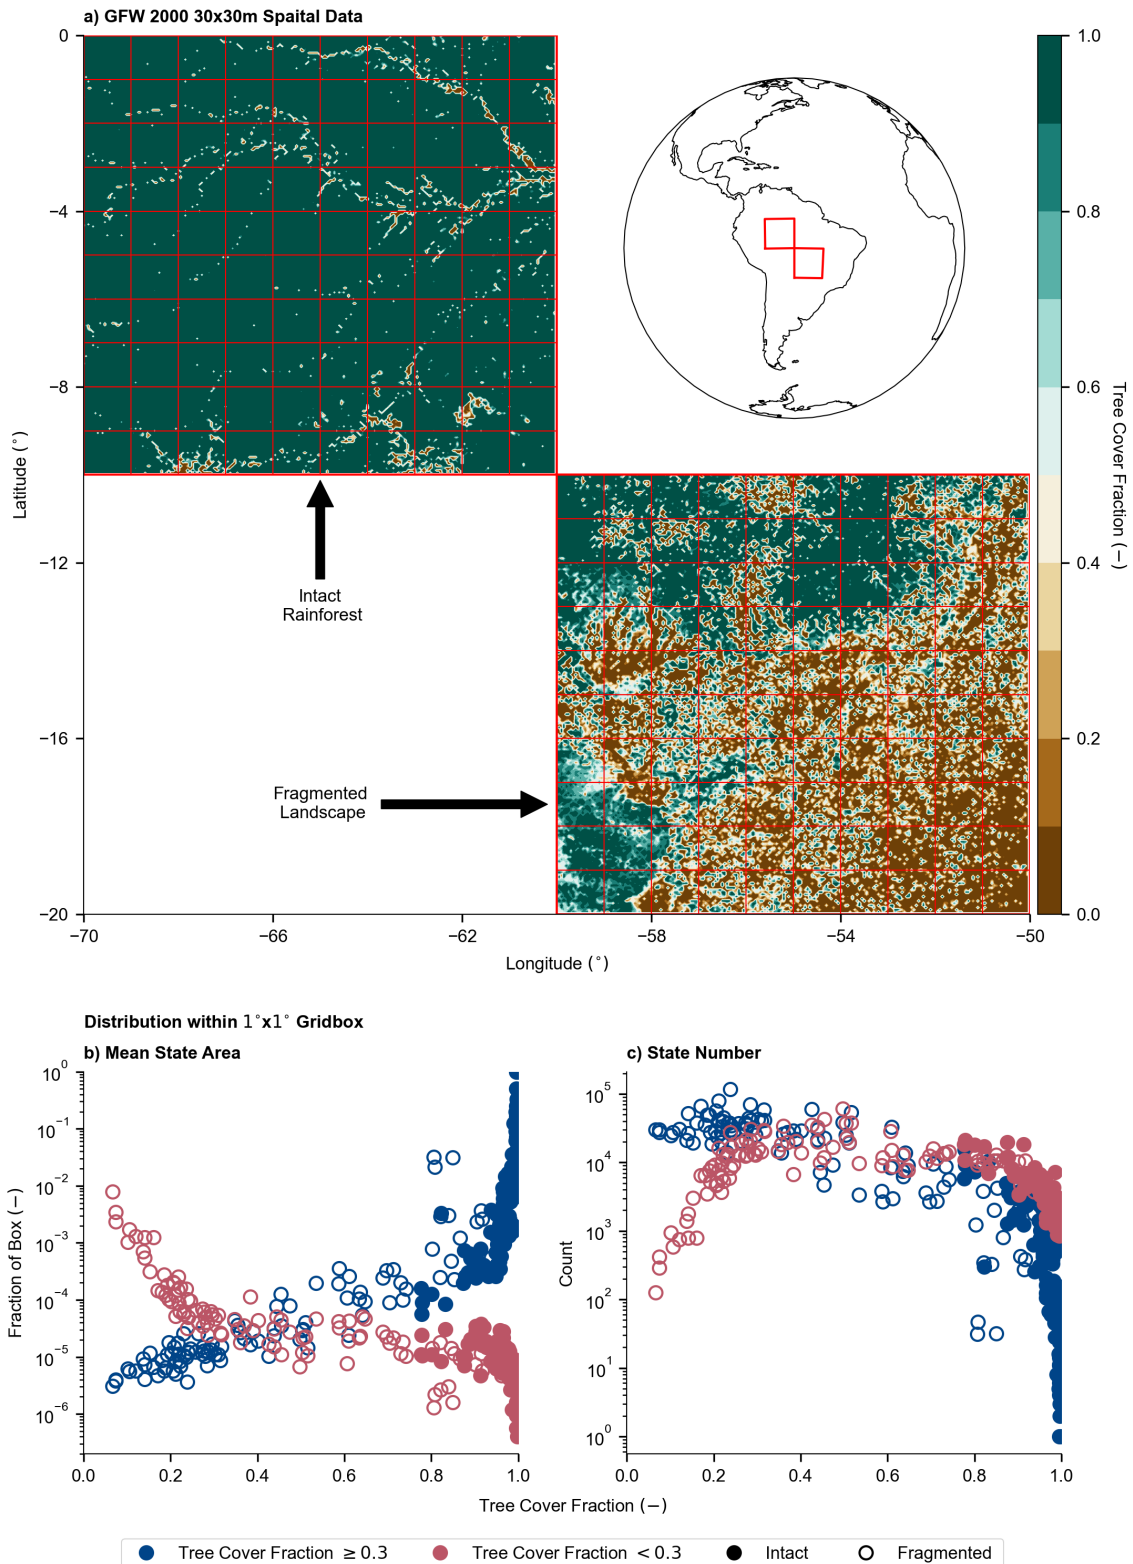 a) GFW 2000 30x30m Spaital Data
0
−4
−8
−12
−16
−20
Latitude (°)
−70
−66
−62
−58
−54
−50
Longitude (°)
Intact
Rainforest
Fragmented
Landscape
1.0
0.8
0.6
0.4
0.2
0.0
Tree Cover Fraction (−)
Distribution within 1°x1° Gridbox
b) Mean State Area
10^0
10^−1
10^−2
10^−3
10^−4
10^−5
10^−6
Fraction of Box (−)
0.0
0.2
0.4
0.6
0.8
1.0
c) State Number
10^5
10^4
10^3
10^2
10^1
10^0
Count
0.0
0.2
0.4
0.6
0.8
1.0
Tree Cover Fraction (−)
Tree Cover Fraction ≥0.3
Tree Cover Fraction <0.3
Intact
Fragmented